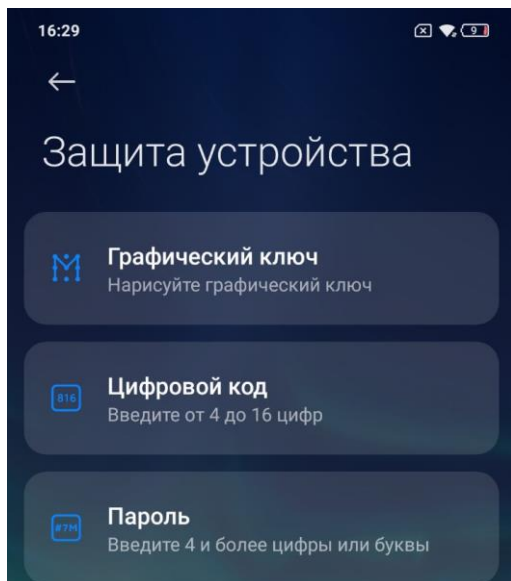 16:29
9
Защита устройства
Графический ключ
Нарисуйте графический ключ
816
Цифровой код
Введите от 4 до 16 цифр
#7M
Пароль
Введите 4 и более цифры или буквы